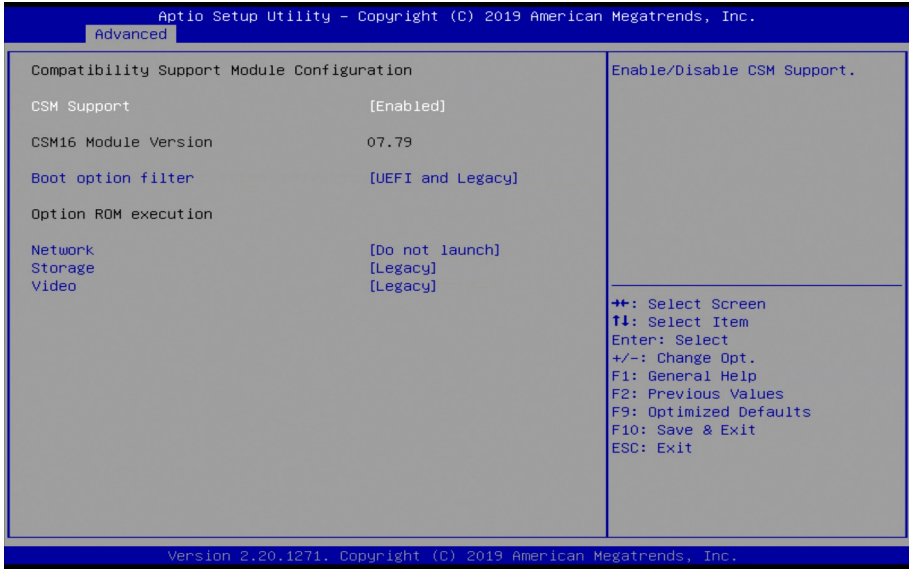 Aptio Setup Utility – Copyright (C) 2019 American Megatrends, Inc.
Advanced
Compatibility Support Module Configuration
CSM Support [Enabled]
CSM16 Module Version 07.79
Boot option filter [UEFI and Legacy]
Option ROM execution
Network [Do not launch]
Storage [Legacy]
Video [Legacy]
Enable/Disable CSM Support.
→←: Select Screen
↑↓: Select Item
Enter: Select
+/-: Change Opt.
F1: General Help
F2: Previous Values
F9: Optimized Defaults
F10: Save & Exit
ESC: Exit
Version 2.20.1271. Copyright (C) 2019 American Megatrends, Inc.